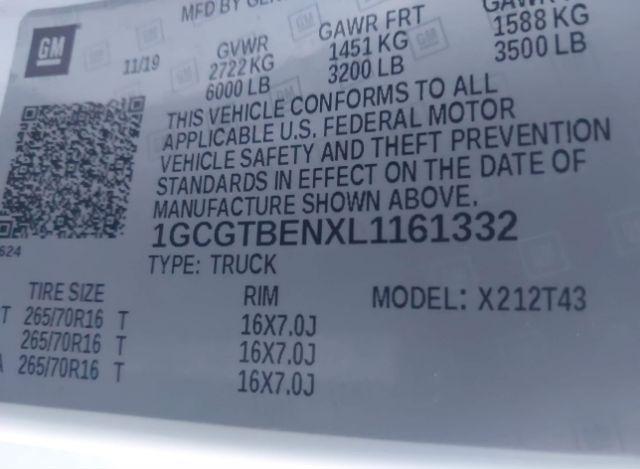 MFD BY GE
GM
11/19
GVWR
2722 KG
6000 LB
GAWR FRT
1451 KG
3200 LB
GAWR
1588 KG
3500 LB
THIS VEHICLE CONFORMS TO ALL
APPLICABLE U.S. FEDERAL MOTOR
VEHICLE SAFETY AND THEFT PREVENTION
STANDARDS IN EFFECT ON THE DATE OF
MANUFACTURE SHOWN ABOVE.
1GCGTBENXL1161332
624
TYPE: TRUCK
TIRE SIZE RIM MODEL: X212T43
T 265/70R16 T 16X7.0J
265/70R16 T 16X7.0J
A 265/70R16 T 16X7.0J